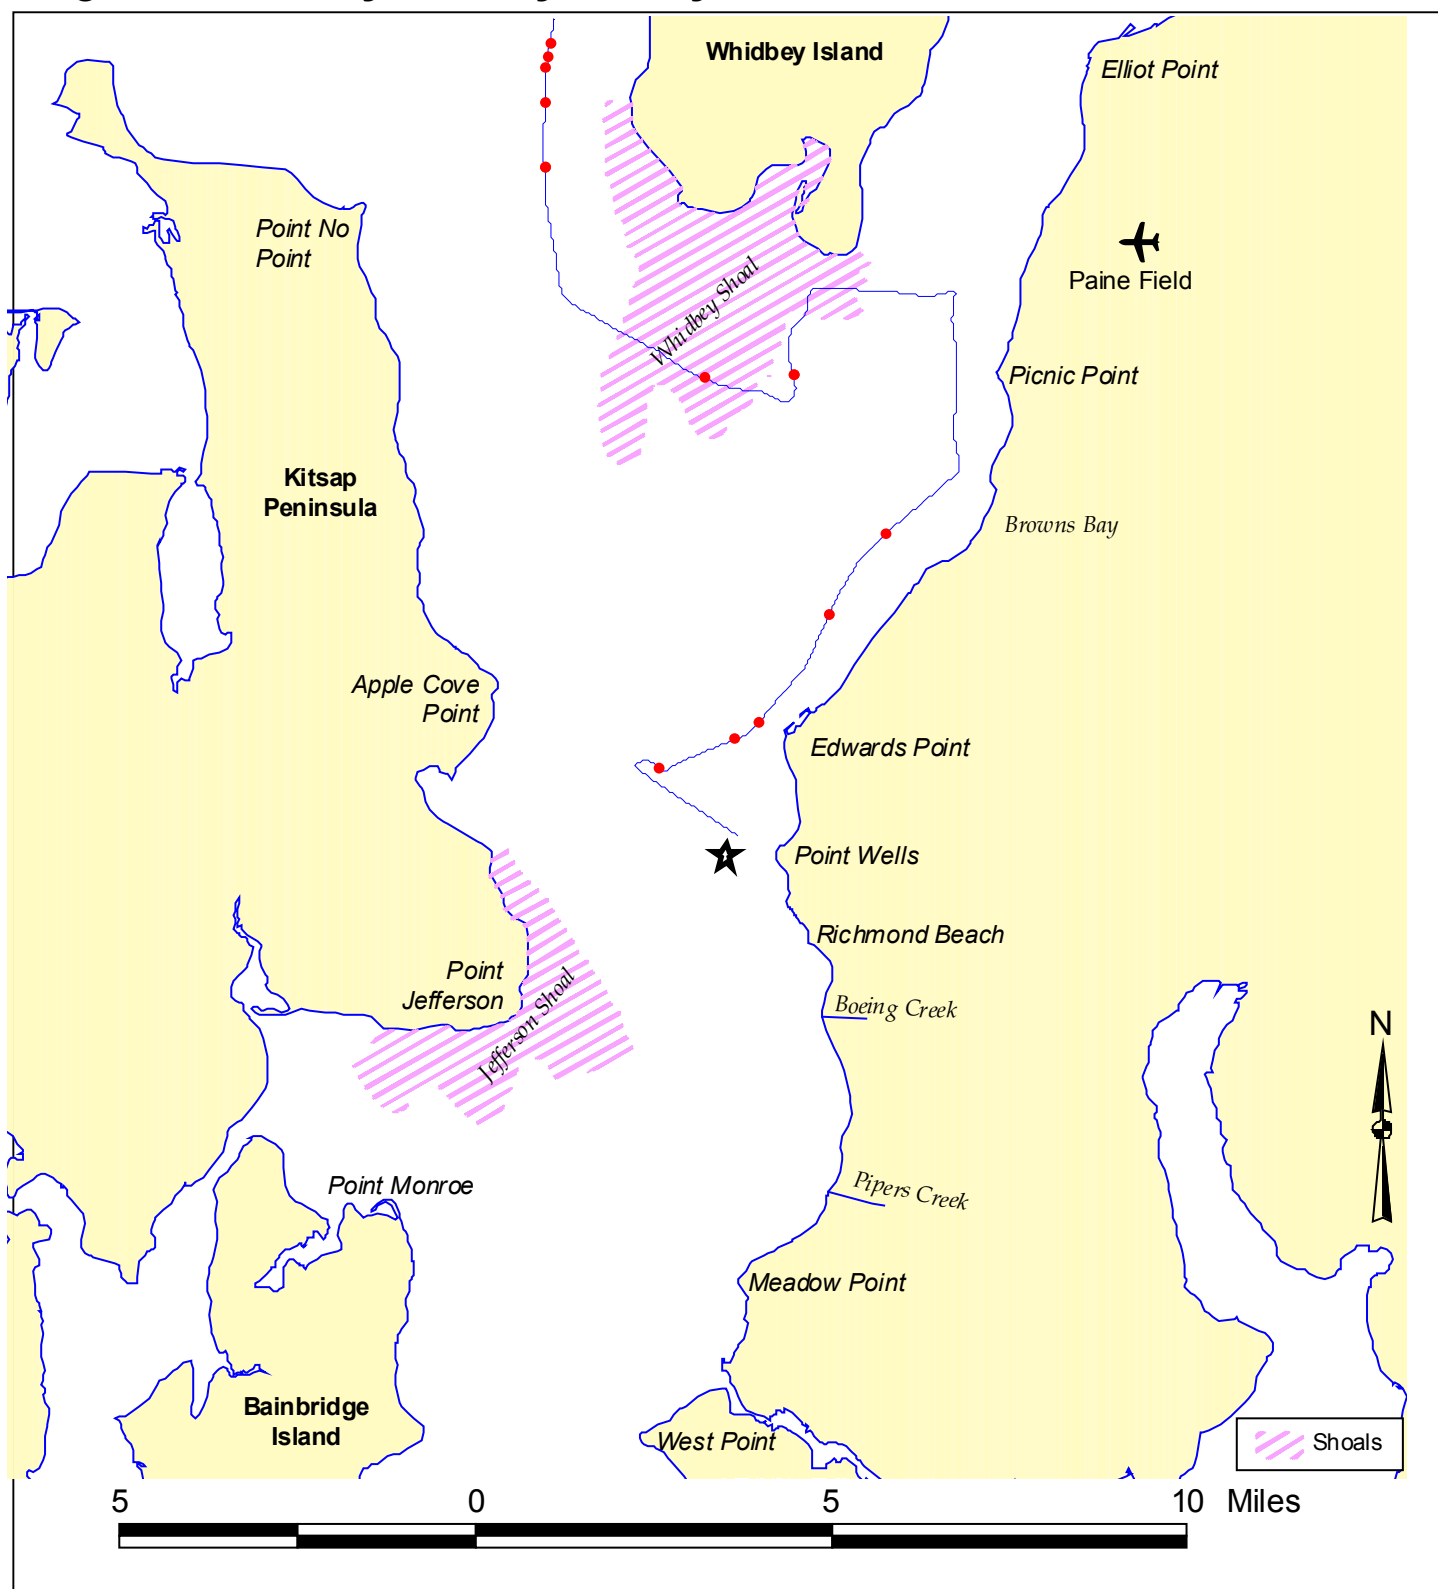 Whidbey Island
Elliot Point
Point No
Point
Paine Field
Whidbey Shoal
Picnic Point
Kitsap
Peninsula
Browns Bay
Apple Cove
Point
Edwards Point
Point Wells
Richmond Beach
Point
Jefferson
Jefferson Shoal
Boeing Creek
N
Point Monroe
Pipers Creek
Meadow Point
Bainbridge
Island
West Point
Shoals
5 0 5 10 Miles